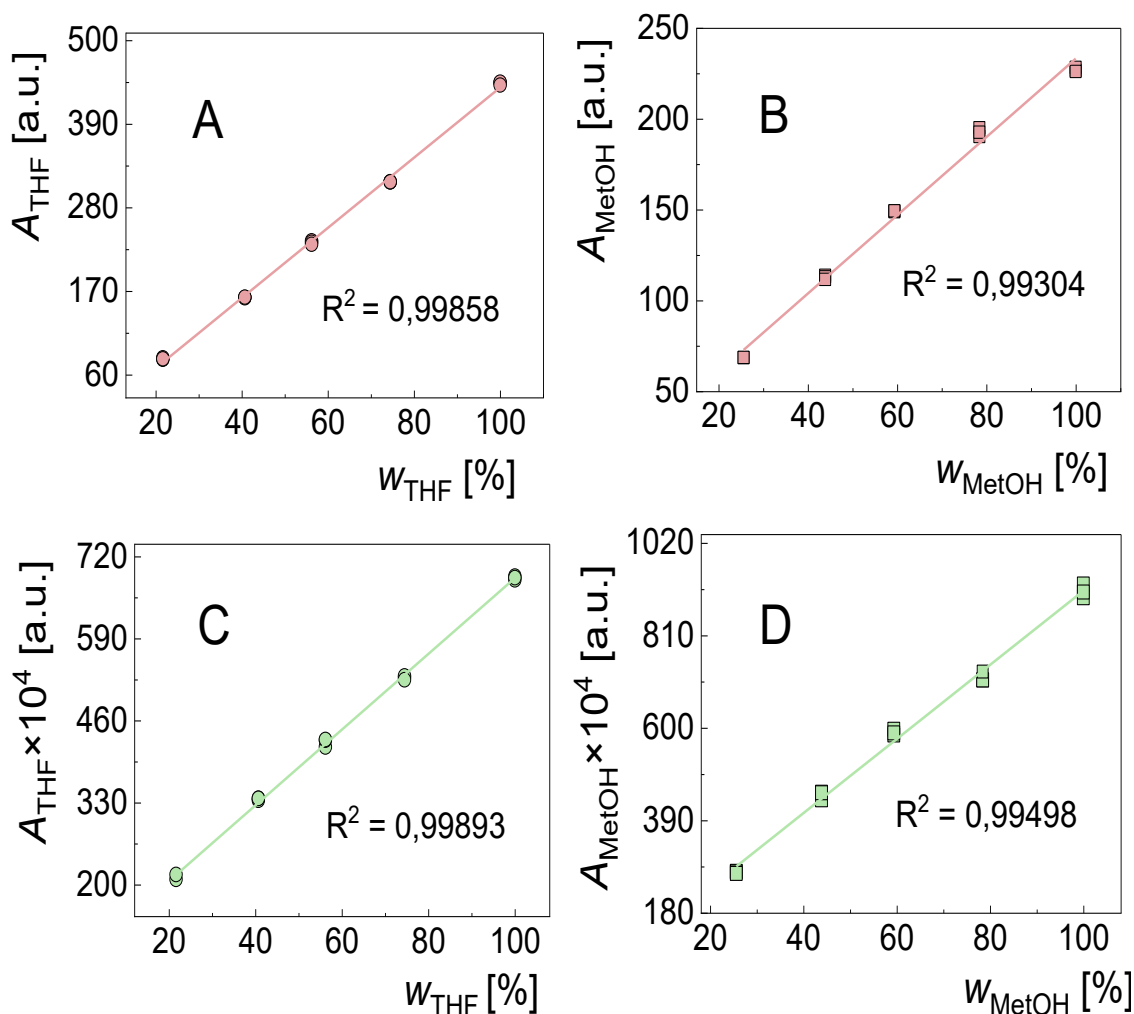 A
A_THF [a.u.]
500
390
280
170
60
R² = 0,99858
20 40 60 80 100
w_THF [%]
B
A_MetOH [a.u.]
250
200
150
100
50
R² = 0,99304
20 40 60 80 100
w_MetOH [%]
C
A_THF×10⁴ [a.u.]
720
590
460
330
200
R² = 0,99893
20 40 60 80 100
w_THF [%]
D
A_MetOH×10⁴ [a.u.]
1020
810
600
390
180
R² = 0,99498
20 40 60 80 100
w_MetOH [%]